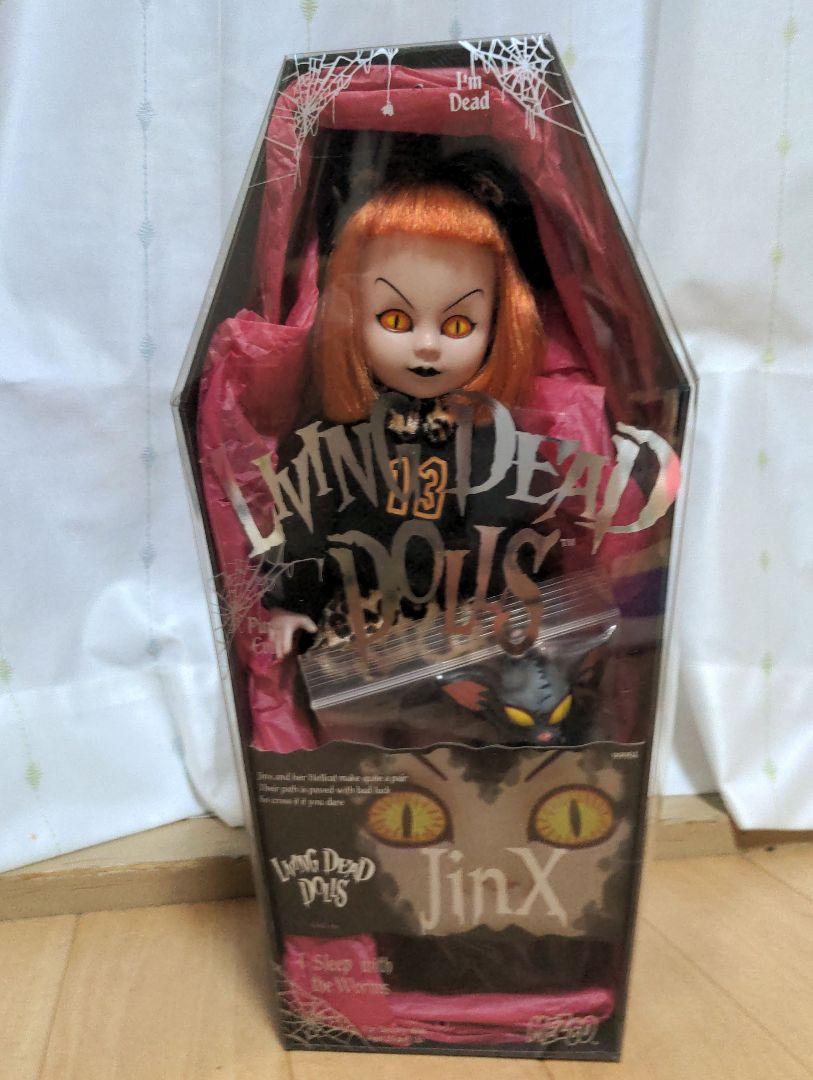 I'm
Dead
LIVING DEAD
13
DOLLS™
Jinx and her Hellcat make quite a pair
Their path is paved with bad luck
So cross it if you dare
LIVING DEAD
DOLLS
JinX
I Sleep with
the Worms
MEZCO